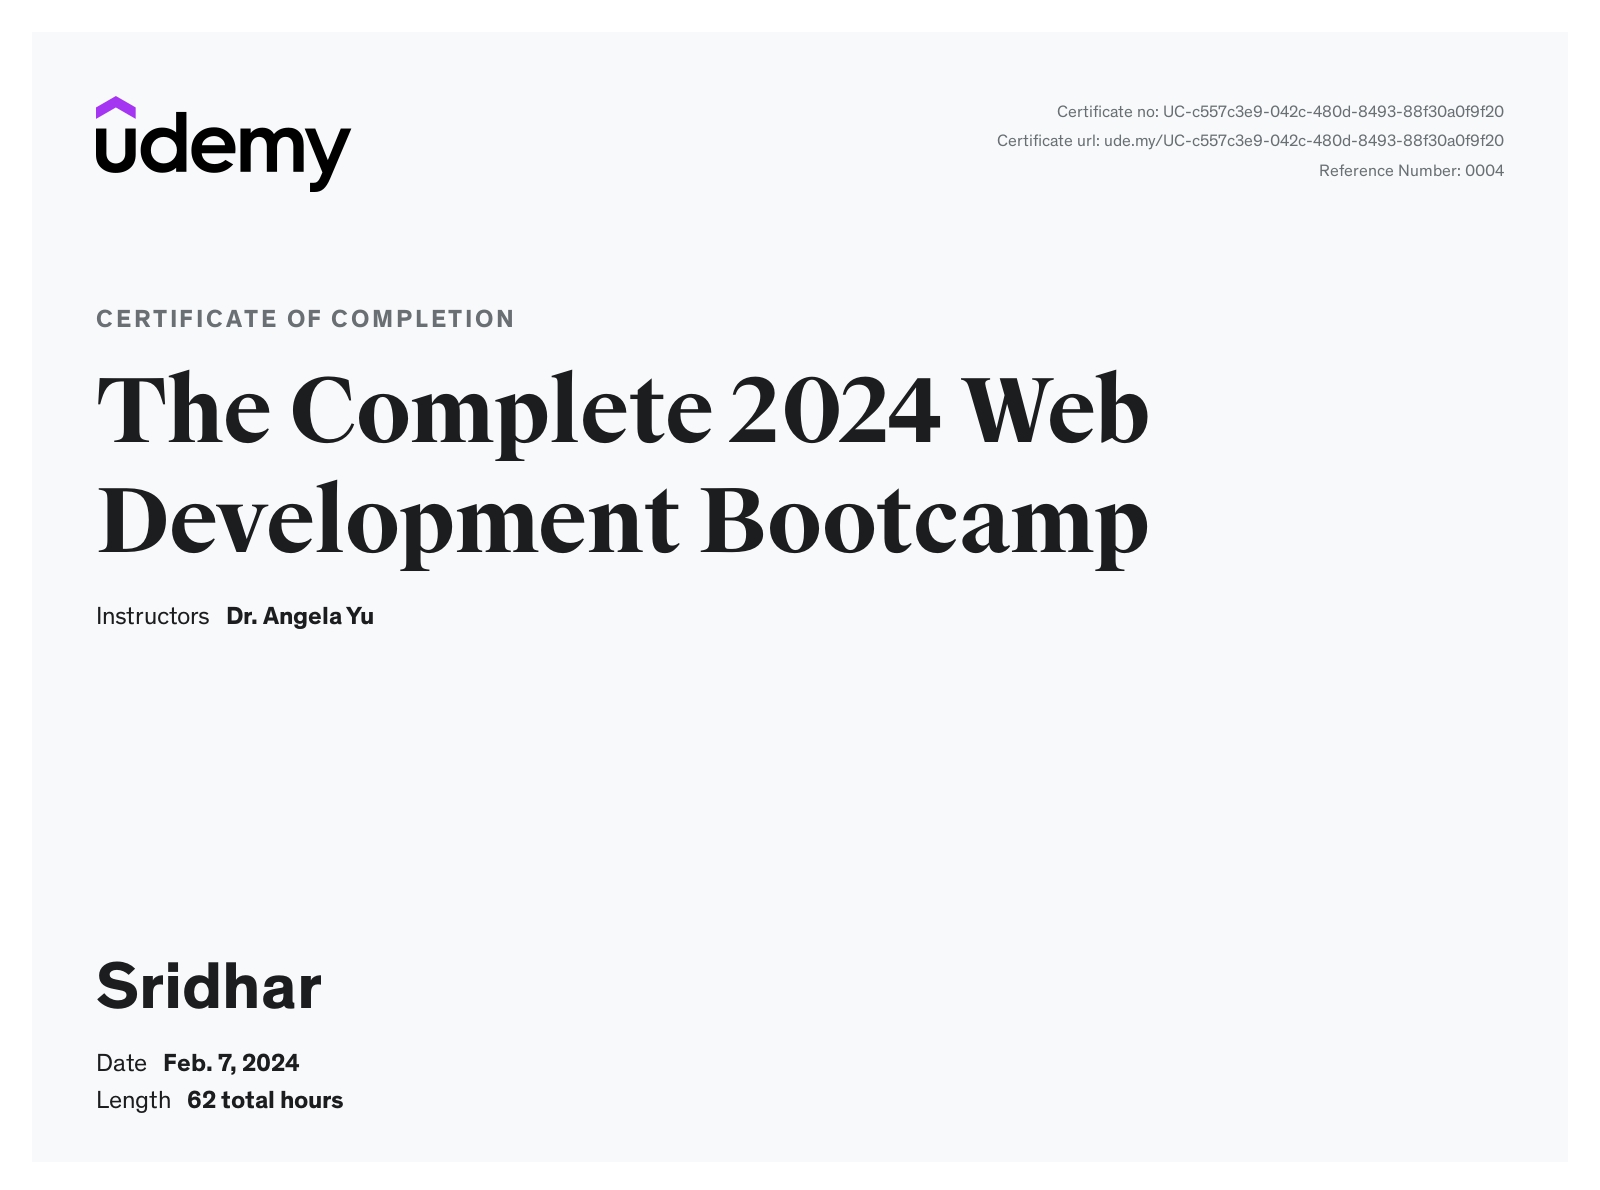 udemy
Certificate no: UC-c557c3e9-042c-480d-8493-88f30a0f9f20
Certificate url: ude.my/UC-c557c3e9-042c-480d-8493-88f30a0f9f20
Reference Number: 0004
CERTIFICATE OF COMPLETION
The Complete 2024 Web
Development Bootcamp
Instructors Dr. Angela Yu
Sridhar
Date Feb. 7, 2024
Length 62 total hours